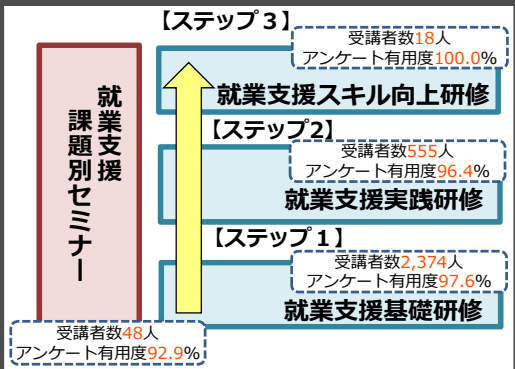 【ステップ３】
受講者数18人
アンケート有用度100.0%
就業支援スキル向上研修
【ステップ2】
受講者数555人
アンケート有用度96.4%
就業支援実践研修
【ステップ１】
受講者数2,374人
アンケート有用度97.6%
就業支援基礎研修
就業支援
課題別セミナー
受講者数48人
アンケート有用度92.9%